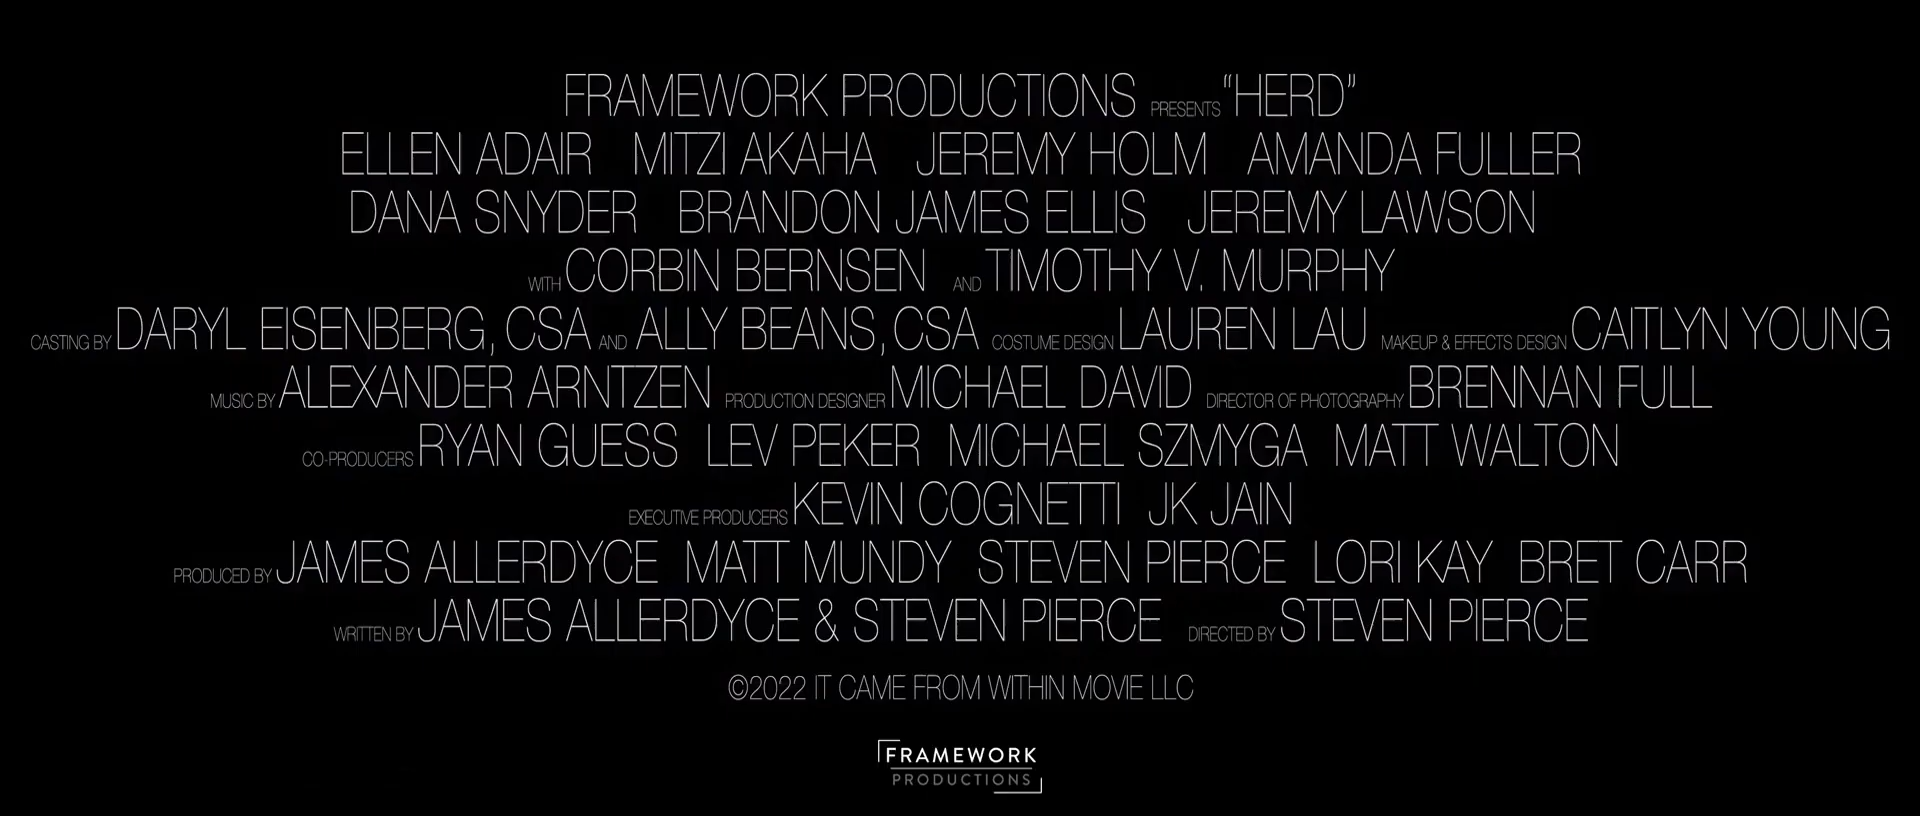 FRAMEWORK PRODUCTIONS PRESENTS “HERD”
ELLEN ADAIR MITZI AKAHA JEREMY HOLM AMANDA FULLER
DANA SNYDER BRANDON JAMES ELLIS JEREMY LAWSON
WITH CORBIN BERNSEN AND TIMOTHY V. MURPHY
CASTING BY DARYL EISENBERG, CSA AND ALLY BEANS, CSA COSTUME DESIGN LAUREN LAU MAKEUP & EFFECTS DESIGN CAITLYN YOUNG
MUSIC BY ALEXANDER ARNTZEN PRODUCTION DESIGNER MICHAEL DAVID DIRECTOR OF PHOTOGRAPHY BRENNAN FULL
CO-PRODUCERS RYAN GUESS LEV PEKER MICHAEL SZMYGA MATT WALTON
EXECUTIVE PRODUCERS KEVIN COGNETTI JK JAIN
PRODUCED BY JAMES ALLERDYCE MATT MUNDY STEVEN PIERCE LORI KAY BRET CARR
WRITTEN BY JAMES ALLERDYCE & STEVEN PIERCE DIRECTED BY STEVEN PIERCE
©2022 IT CAME FROM WITHIN MOVIE LLC
FRAMEWORK
PRODUCTIONS